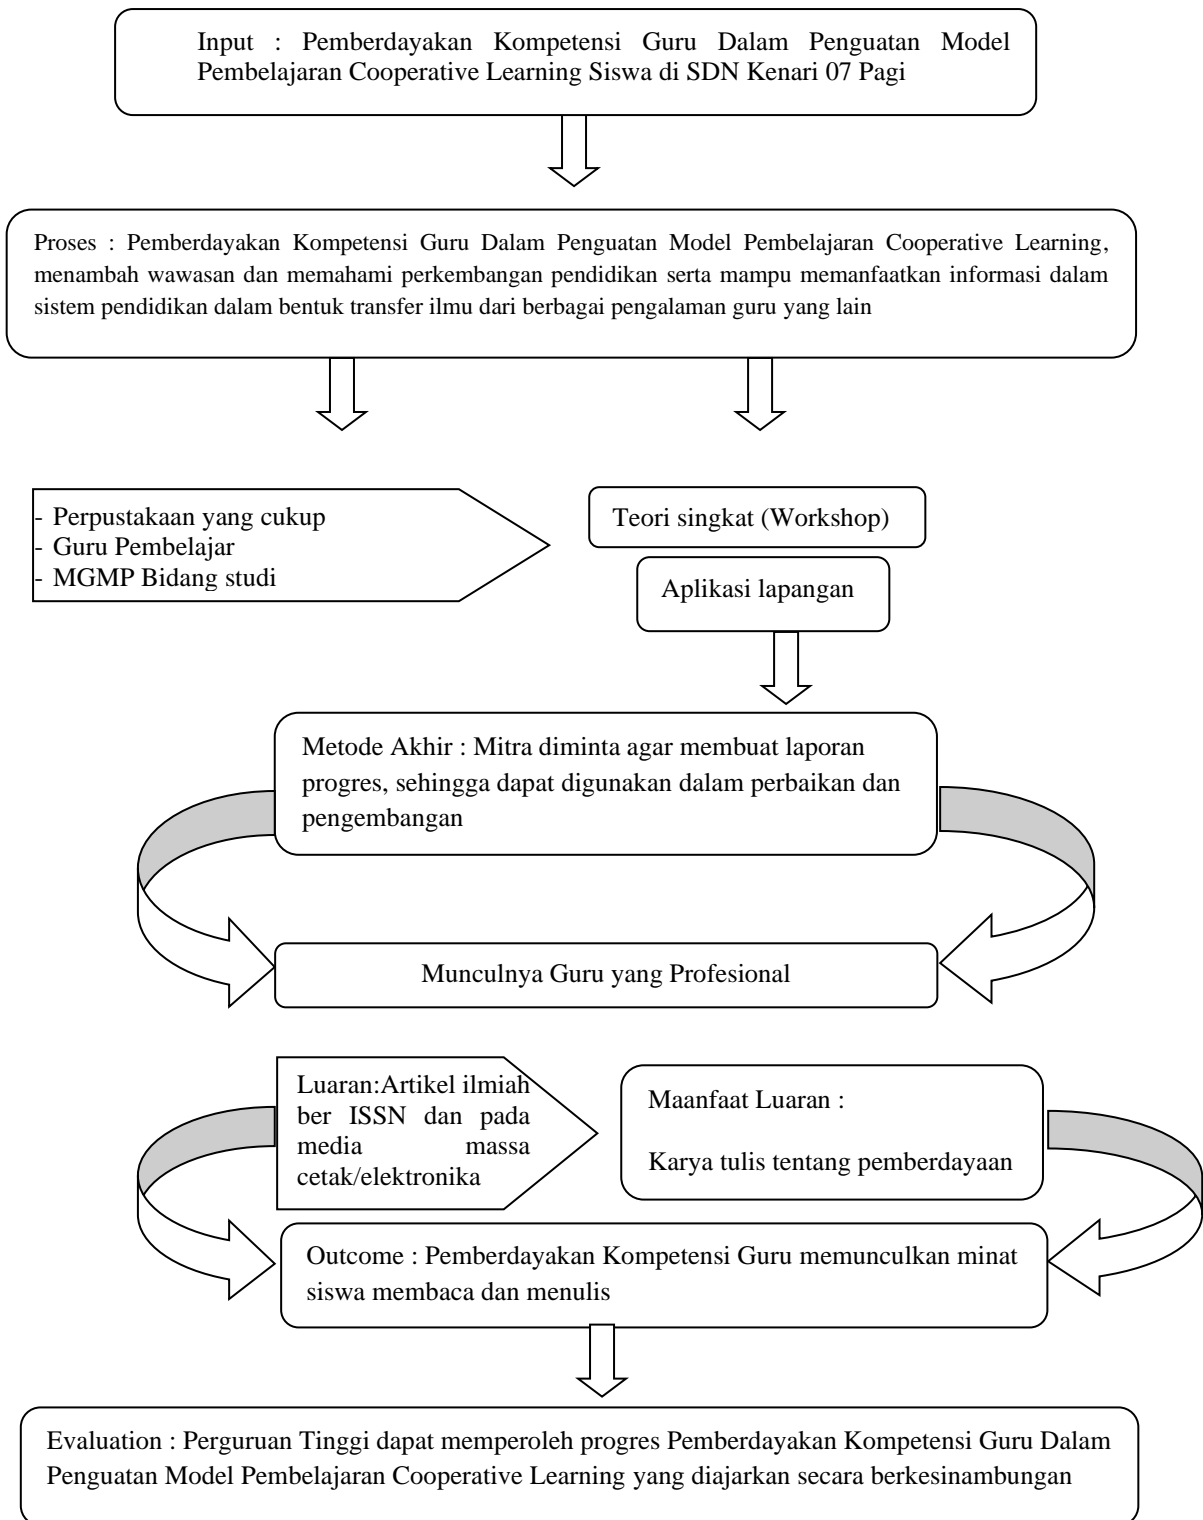 Input : Pemberdayakan Kompetensi Guru Dalam Penguatan Model
Pembelajaran Cooperative Learning Siswa di SDN Kenari 07 Pagi
Proses : Pemberdayakan Kompetensi Guru Dalam Penguatan Model Pembelajaran Cooperative Learning,
menambah wawasan dan memahami perkembangan pendidikan serta mampu memanfaatkan informasi dalam
sistem pendidikan dalam bentuk transfer ilmu dari berbagai pengalaman guru yang lain
- Perpustakaan yang cukup
- Guru Pembelajar
- MGMP Bidang studi
Teori singkat (Workshop)
Aplikasi lapangan
Metode Akhir : Mitra diminta agar membuat laporan
progres, sehingga dapat digunakan dalam perbaikan dan
pengembangan
Munculnya Guru yang Profesional
Luaran:Artikel ilmiah
ber ISSN dan pada
media massa
cetak/elektronika
Maanfaat Luaran :
Karya tulis tentang pemberdayaan
Outcome : Pemberdayakan Kompetensi Guru memunculkan minat
siswa membaca dan menulis
Evaluation : Perguruan Tinggi dapat memperoleh progres Pemberdayakan Kompetensi Guru Dalam
Penguatan Model Pembelajaran Cooperative Learning yang diajarkan secara berkesinambungan